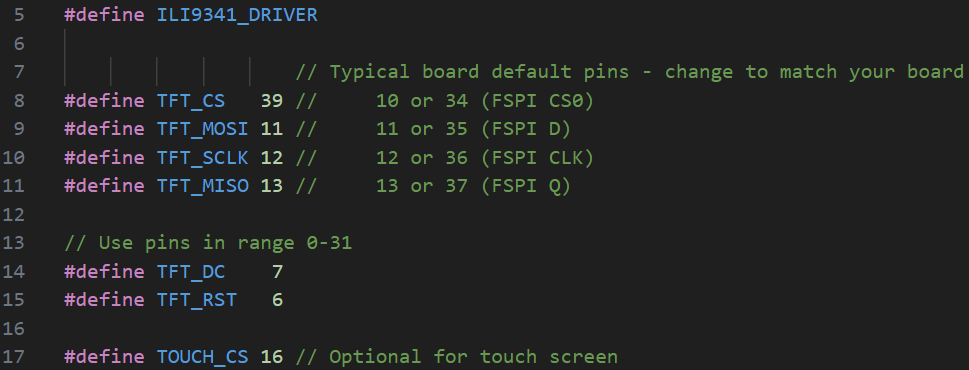 5 #define ILI9341_DRIVER
6
7 // Typical board default pins - change to match your board
8 #define TFT_CS 39 // 10 or 34 (FSPI CS0)
9 #define TFT_MOSI 11 // 11 or 35 (FSPI D)
10 #define TFT_SCLK 12 // 12 or 36 (FSPI CLK)
11 #define TFT_MISO 13 // 13 or 37 (FSPI Q)
12
13 // Use pins in range 0-31
14 #define TFT_DC 7
15 #define TFT_RST 6
16
17 #define TOUCH_CS 16 // Optional for touch screen